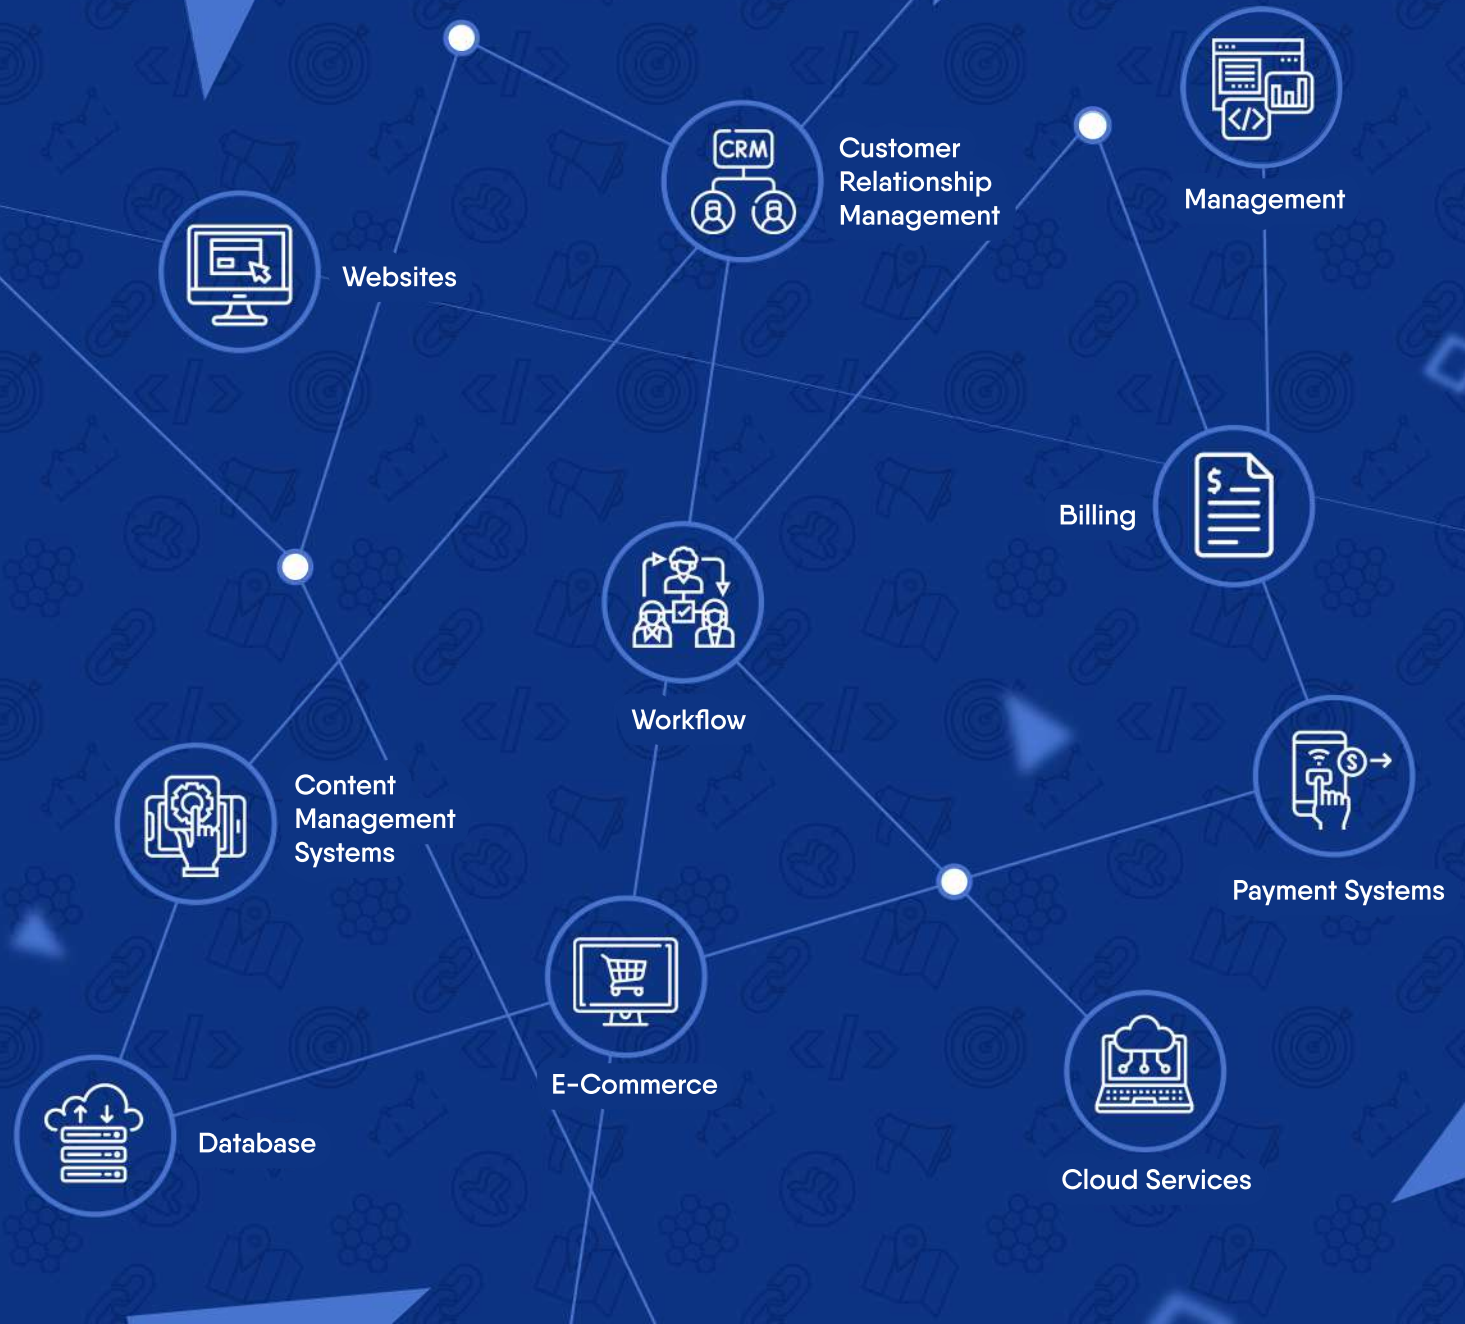 CRM
Customer
Relationship
Management
Management
</>
Websites
Billing
$
Workflow
Content
Management
Systems
$
Payment Systems
E-Commerce
Database
Cloud Services